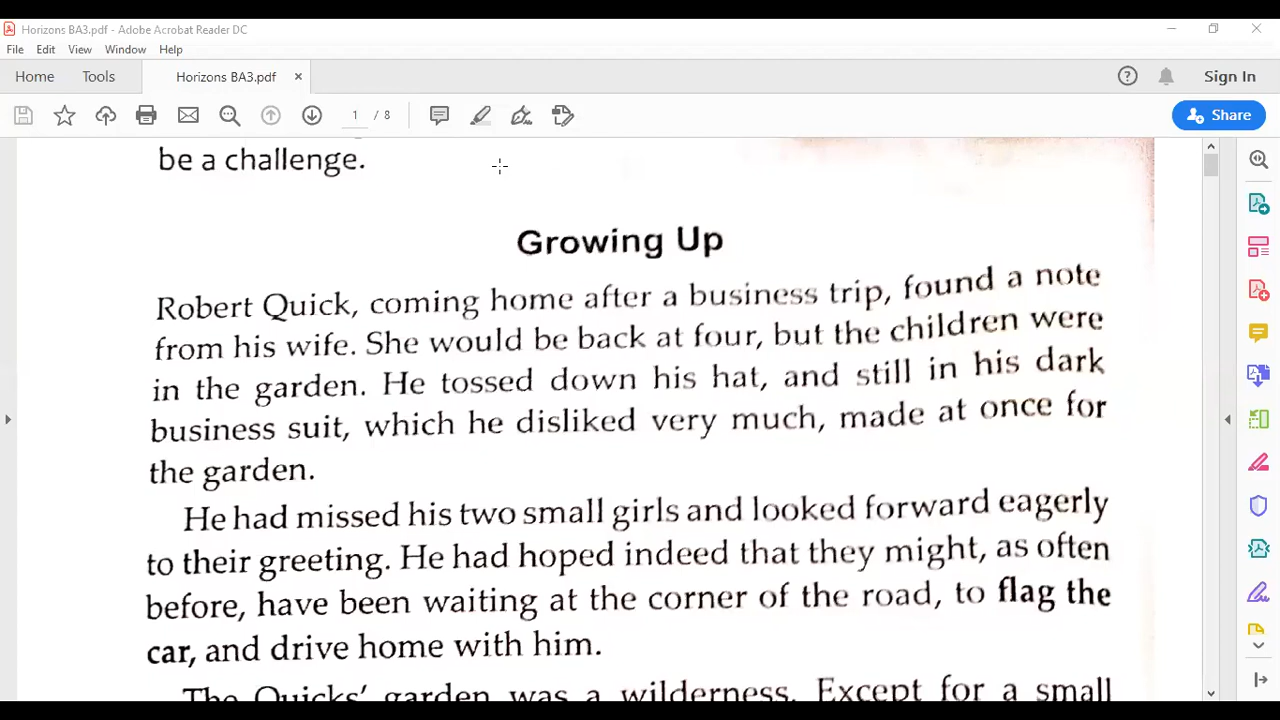 Horizons BA3.pdf - Adobe Acrobat Reader DC
File Edit View Window Help
Home Tools Horizons BA3.pdf × Sign In
1 / 8 Share
be a challenge.
Growing Up
Robert Quick, coming home after a business trip, found a note
from his wife. She would be back at four, but the children were
in the garden. He tossed down his hat, and still in his dark
business suit, which he disliked very much, made at once for
the garden.
He had missed his two small girls and looked forward eagerly
to their greeting. He had hoped indeed that they might, as often
before, have been waiting at the corner of the road, to flag the
car, and drive home with him.
The Quicks' garden was a wilderness. Except for a small